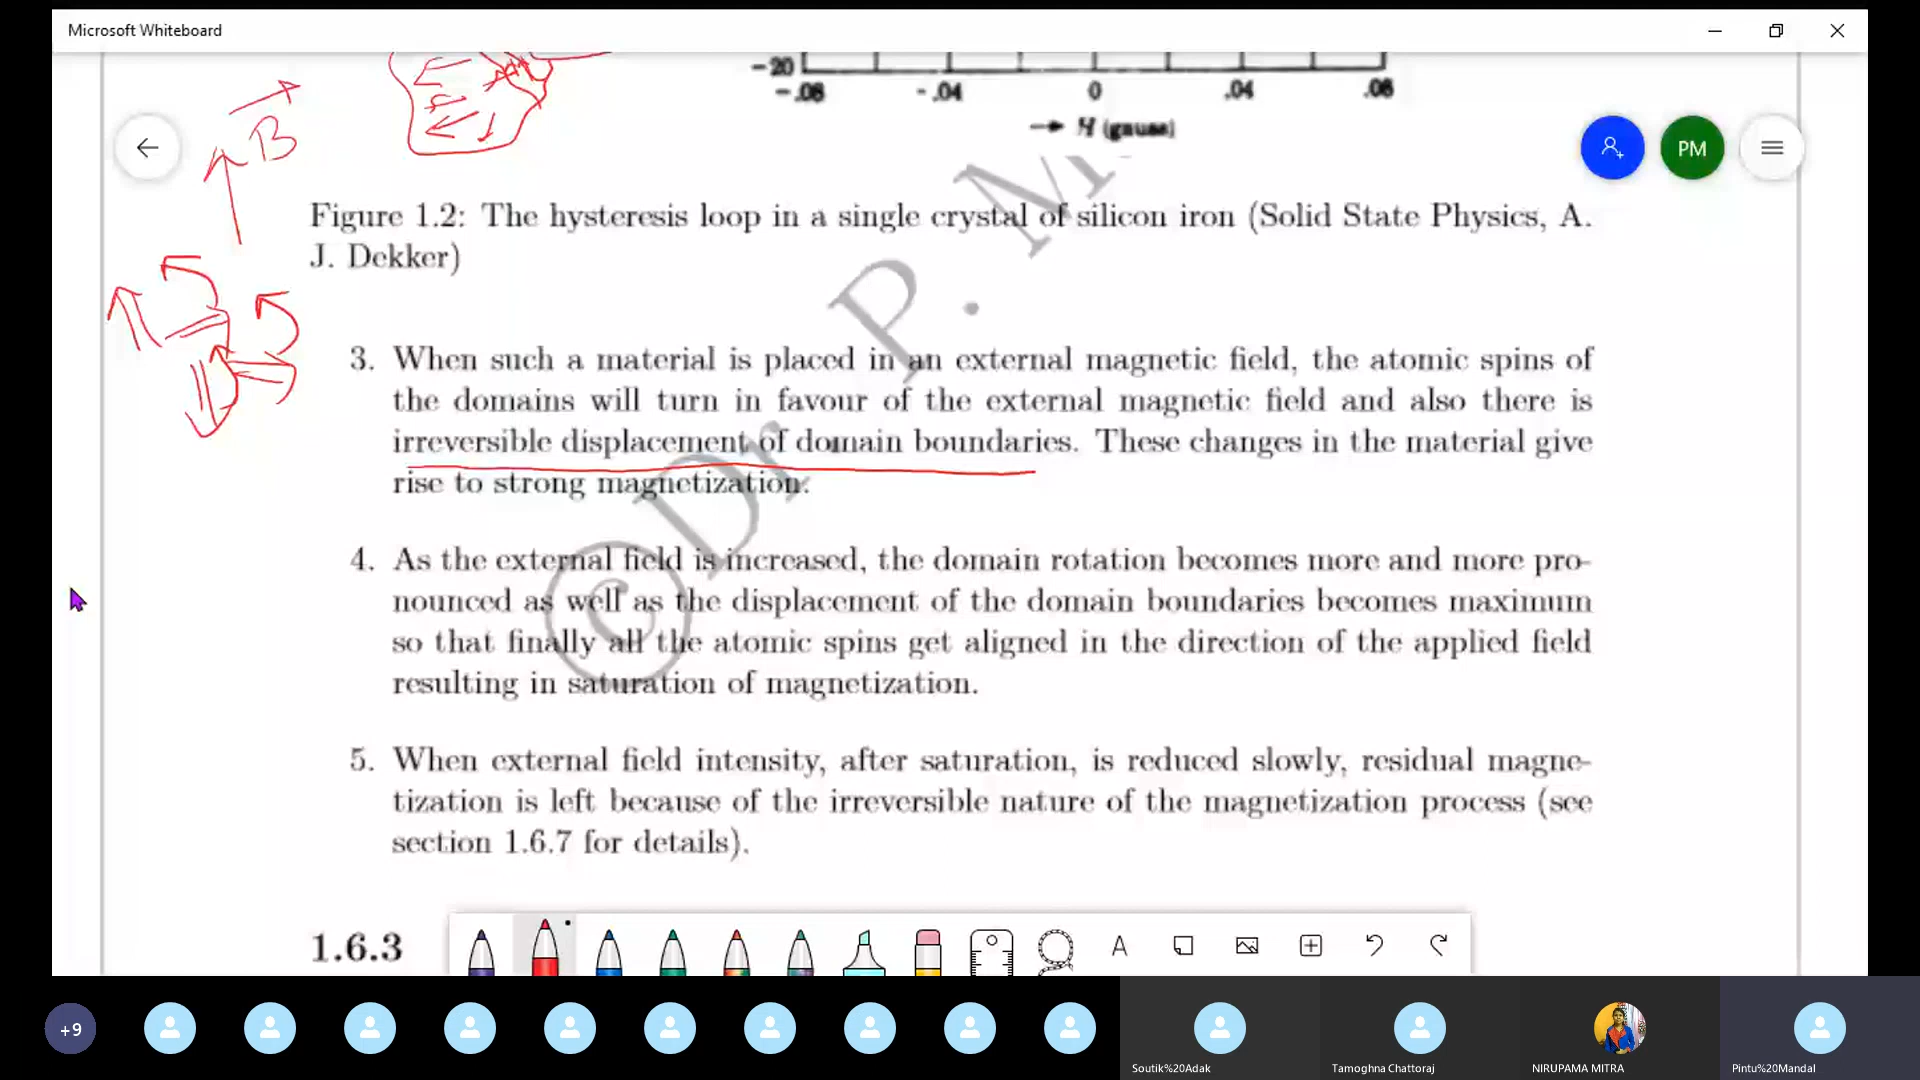 Microsoft Whiteboard
-20
-.08 -.04 0 .04 .08
H (gauss)
B
PM
Figure 1.2: The hysteresis loop in a single crystal of silicon iron (Solid State Physics, A.
J. Dekker)
3. When such a material is placed in an external magnetic field, the atomic spins of
the domains will turn in favour of the external magnetic field and also there is
irreversible displacement of domain boundaries. These changes in the material give
rise to strong magnetization.
4. As the external field is increased, the domain rotation becomes more and more pro-
nounced as well as the displacement of the domain boundaries becomes maximum
so that finally all the atomic spins get aligned in the direction of the applied field
resulting in saturation of magnetization.
5. When external field intensity, after saturation, is reduced slowly, residual magne-
tization is left because of the irreversible nature of the magnetization process (see
section 1.6.7 for details).
©Dr. P. M
1.6.3
A
+9
Soutik%20Adak
Tamoghna Chattoraj
NIRUPAMA MITRA
Pintu%20Mandal